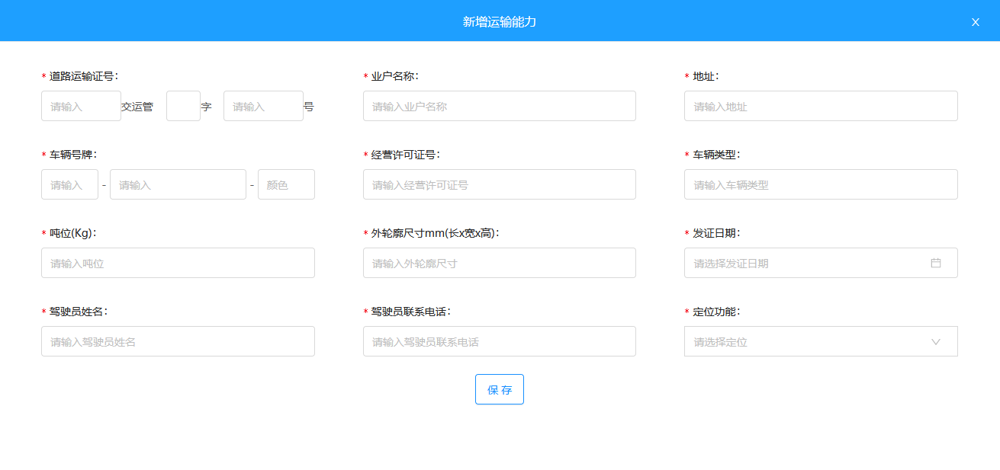 新增运输能力 X
* 道路运输证号: * 业户名称: * 地址:
请输入 交运管 字 请输入 号 请输入业户名称 请输入地址
* 车辆号牌: * 经营许可证号: * 车辆类型:
请输入 - 请输入 - 颜色 请输入经营许可证号 请输入车辆类型
* 吨位(Kg): * 外轮廓尺寸mm(长x宽x高): * 发证日期:
请输入吨位 请输入外轮廓尺寸 请选择发证日期
* 驾驶员姓名: * 驾驶员联系电话: * 定位功能:
请输入驾驶员姓名 请输入驾驶员联系电话 请选择定位
保 存